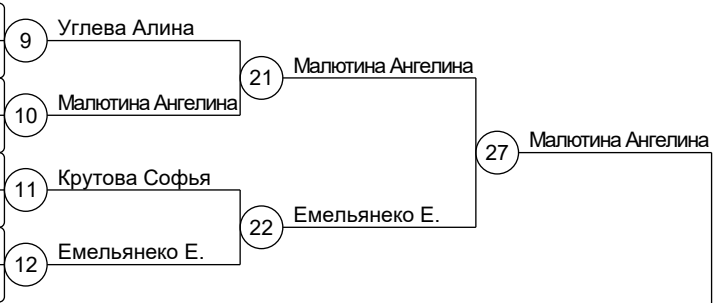 9 Углева Алина
21 Малютина Ангелина
10 Малютина Ангелина
27 Малютина Ангелина
11 Крутова Софья
22 Емельянеко Е.
12 Емельянеко Е.